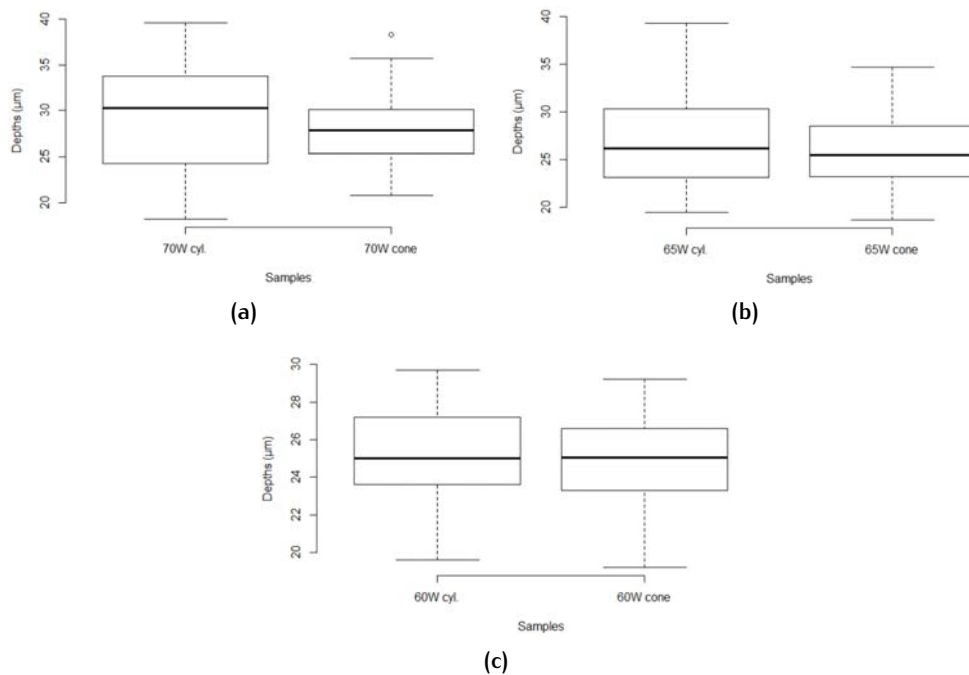 Depths (µm)
40
35
30
25
20
70W cyl.
70W cone
Samples
(a)
Depths (µm)
40
35
30
25
20
65W cyl.
65W cone
Samples
(b)
Depths (µm)
30
28
26
24
22
20
60W cyl.
60W cone
Samples
(c)